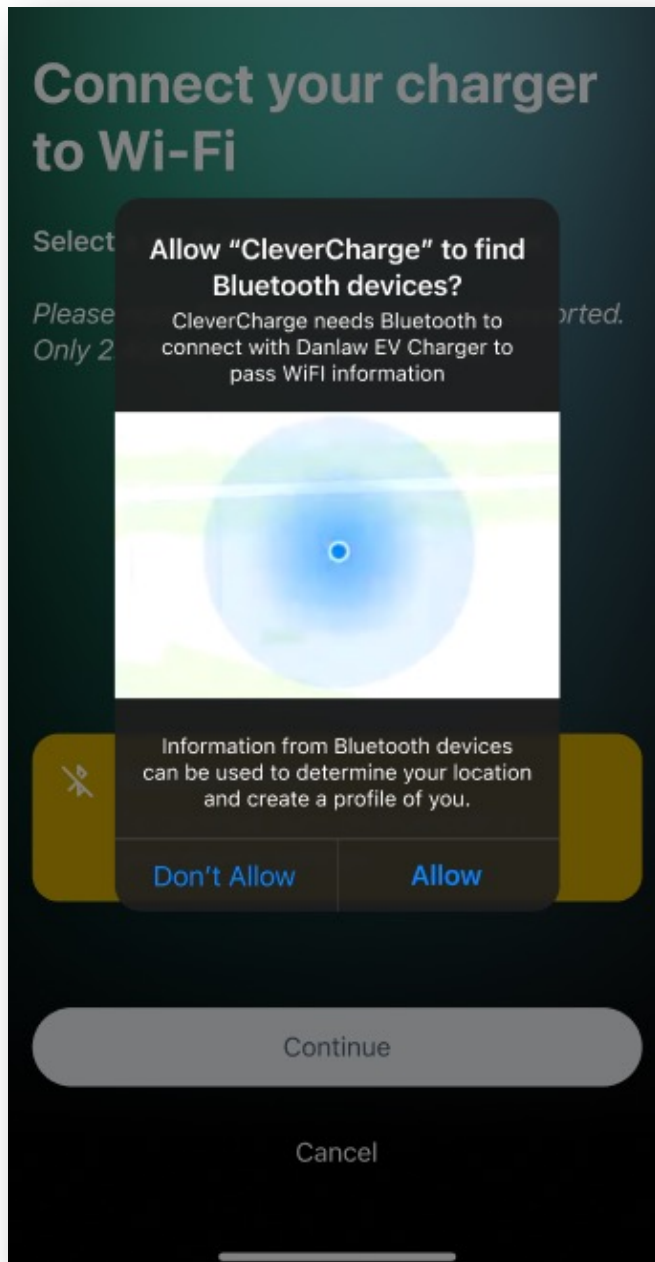 Connect your charger
to Wi-Fi
Select
Please
orted.
Only 2
Allow “CleverCharge” to find
Bluetooth devices?
CleverCharge needs Bluetooth to
connect with Danlaw EV Charger to
pass WiFI information
Information from Bluetooth devices
can be used to determine your location
and create a profile of you.
Don’t Allow
Allow
Continue
Cancel